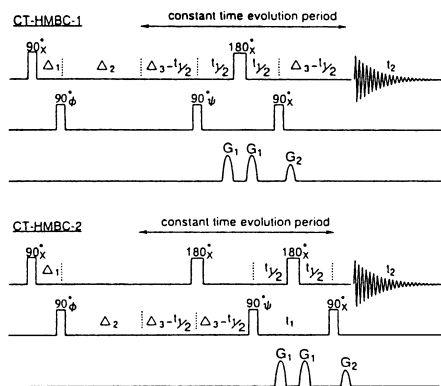 CT-HMBC-1
constant time evolution period
90°x Δ1 Δ2 Δ3-t1/2 t1/2 180°x t1/2 Δ3-t1/2 t2
90°ϕ 90°ψ 90°x
G1 G1 G2
CT-HMBC-2
constant time evolution period
90°x Δ1 180°x t1/2 180°x t1/2 t2
90°ϕ Δ2 Δ3-t1/2 Δ3-t1/2 90°ψ t1 90°x
G1 G1 G2